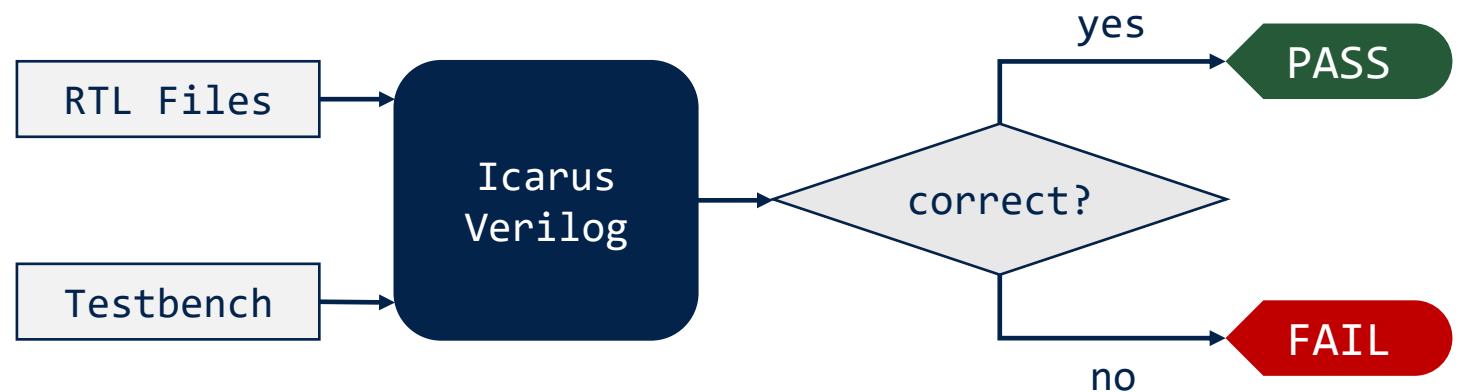 yes
PASS
RTL Files
Icarus
Verilog
correct?
Testbench
FAIL
no